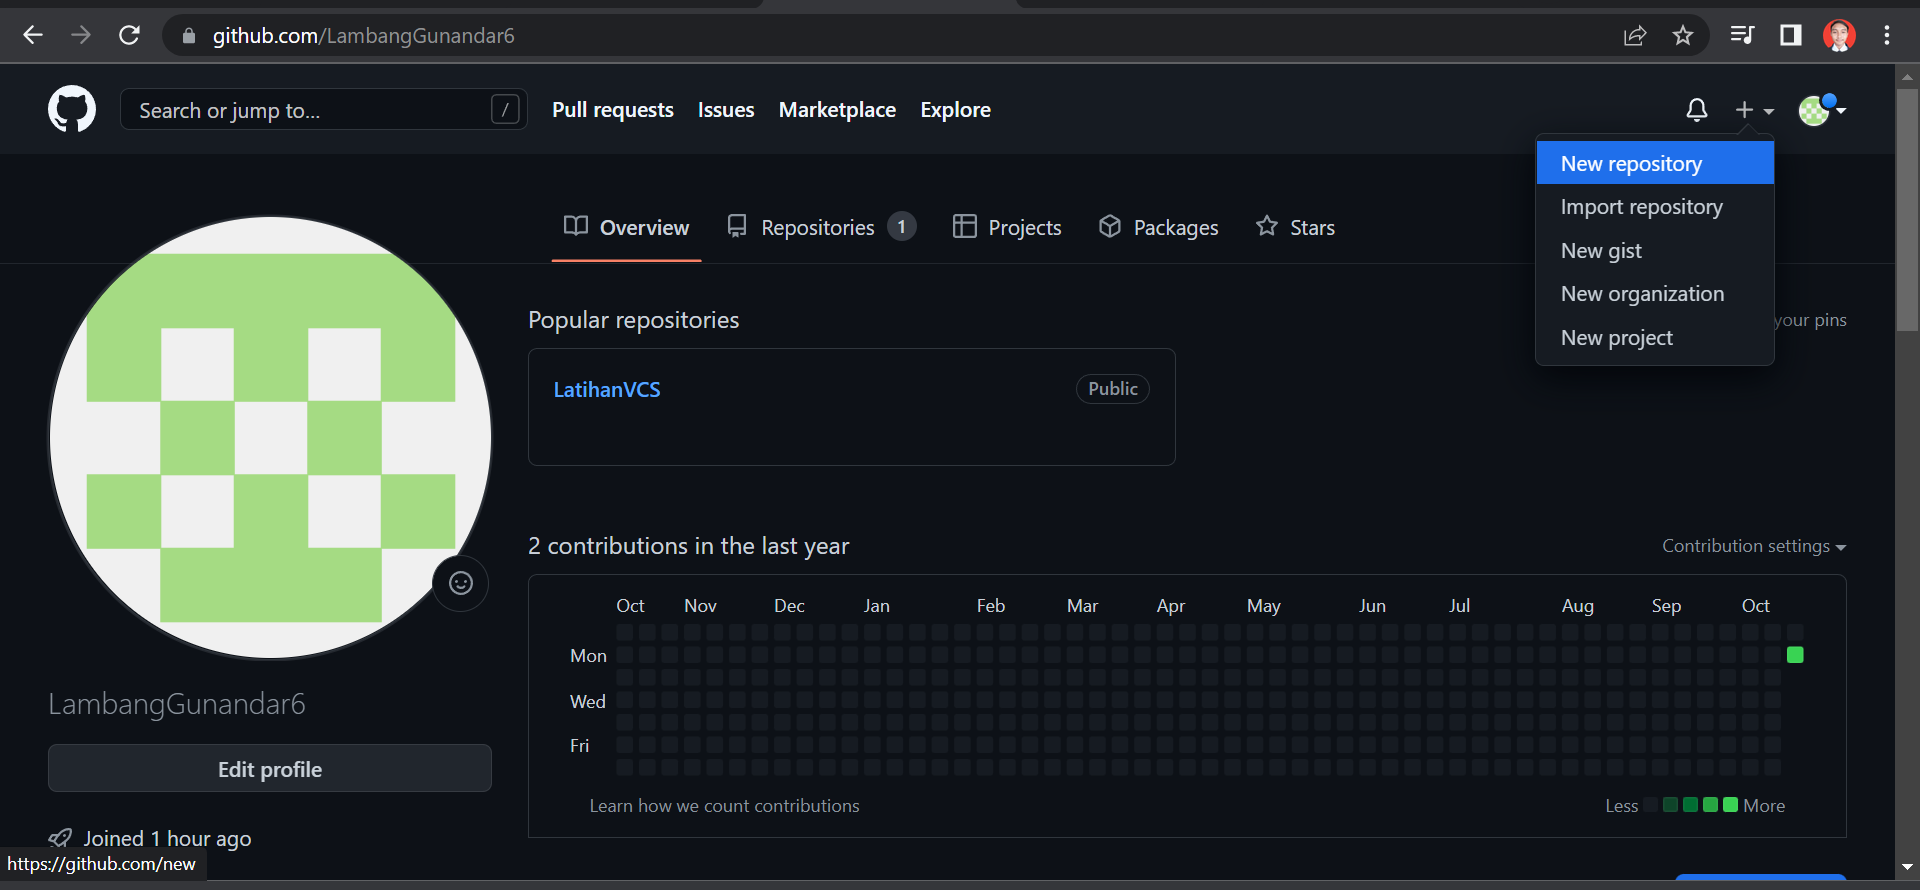 github.com/LambangGunandar6
Search or jump to... /
Pull requests Issues Marketplace Explore
New repository
Import repository
New gist
New organization
New project
Overview Repositories 1 Projects Packages Stars
Popular repositories
your pins
LatihanVCS Public
2 contributions in the last year
Contribution settings
Oct Nov Dec Jan Feb Mar Apr May Jun Jul Aug Sep Oct
Mon
Wed
Fri
Learn how we count contributions
Less More
LambangGunandar6
Edit profile
Joined 1 hour ago
https://github.com/new